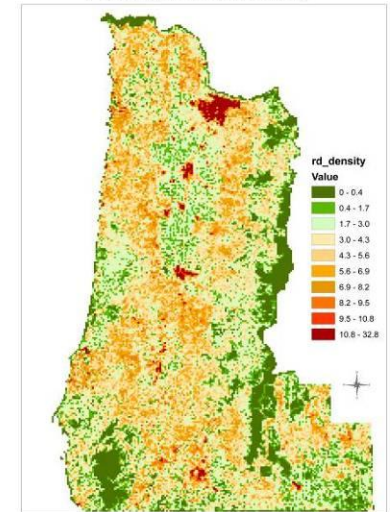 rd_density
Value
0 - 0.4
0.4 - 1.7
1.7 - 3.0
3.0 - 4.3
4.3 - 5.6
5.6 - 6.9
6.9 - 8.2
8.2 - 9.5
9.5 - 10.8
10.8 - 32.8